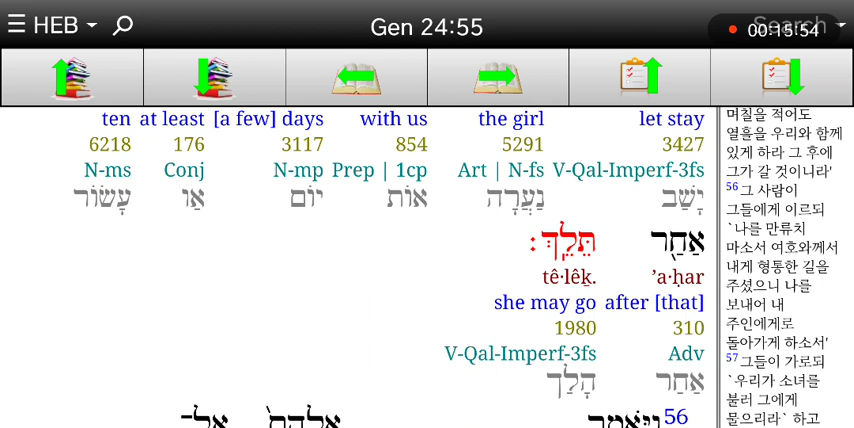 ☰ HEB Gen 24:55 Search 00:15:54
ten at least [a few] days with us the girl let stay
6218 176 3117 854 5291 3427
N-ms Conj N-mp Prep | 1cp Art | N-fs V-Qal-Imperf-3fs
עָשׂוֹר אַו יוֹם אוֹת נַעֲרָה יָשַׁב
אַחַ֖ר תֵּלֵֽךְ׃
tê·lêḵ. ’a·ḥar
she may go after [that]
1980 310
V-Qal-Imperf-3fs Adv
אַחַר הָלַך
56 וַיֹּ֤אמֶר אֲלֵהֶם֙ אַל־
며칠을 적어도
열흘을 우리와 함께
있게 하라 그 후에
그가 갈 것이니라'
56 그 사람이
그들에게 이르되
`나를 만류치
마소서 여호와께서
내게 형통한 길을
주셨으니 나를
보내어 내
주인에게로
돌아가게 하소서'
57 그들이 가로되
`우리가 소녀를
불러 그에게
물으리라` 하고